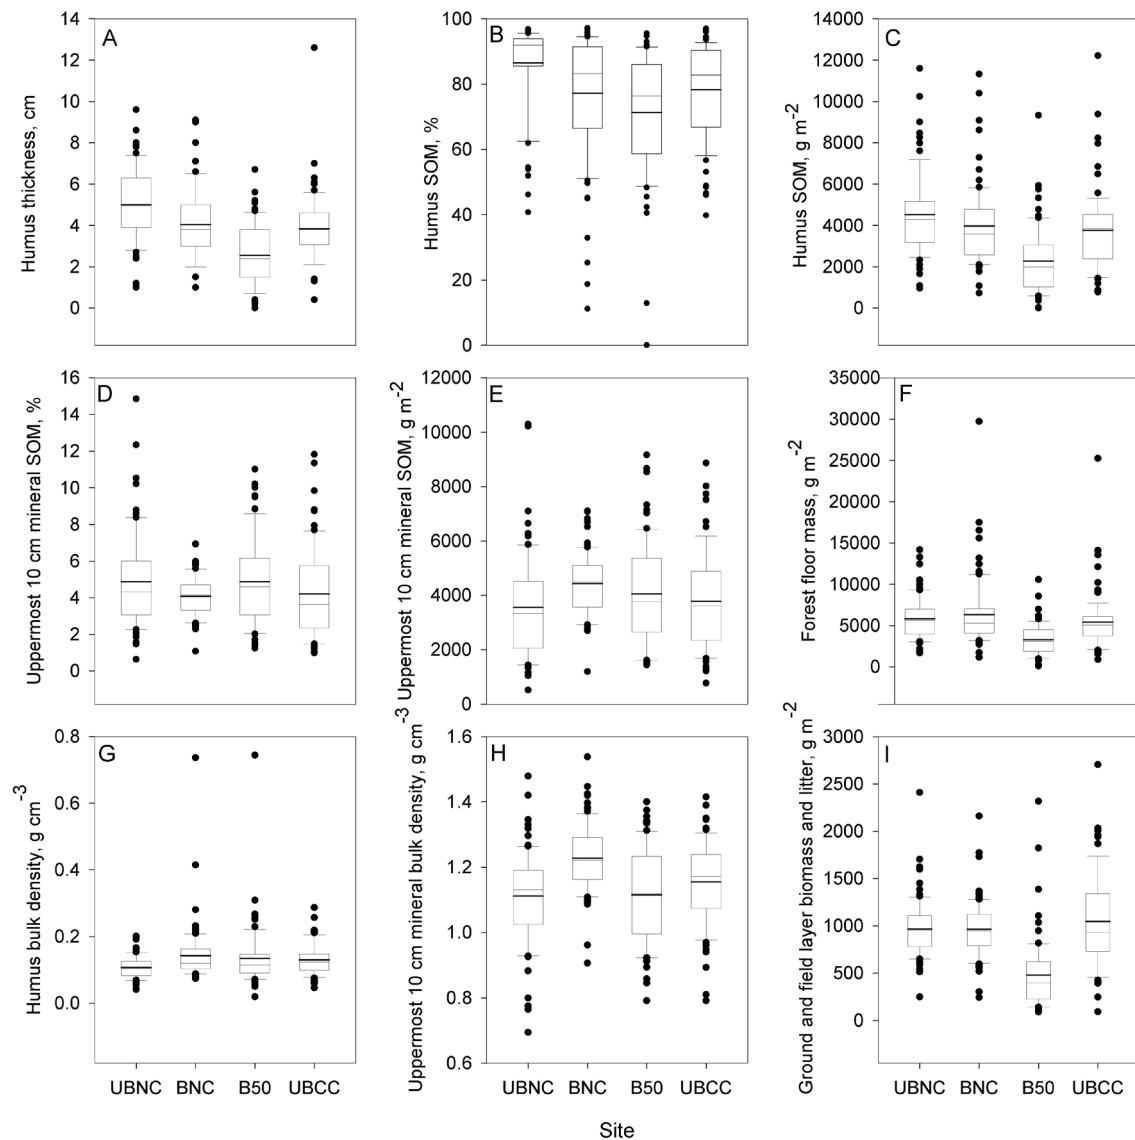 A
Humus thickness, cm
14
12
10
8
6
4
2
0
B
Humus SOM, %
100
80
60
40
20
0
C
Humus SOM, g m-2
14000
12000
10000
8000
6000
4000
2000
0
D
Uppermost 10 cm mineral SOM, %
16
14
12
10
8
6
4
2
0
E
Uppermost 10 cm mineral SOM, g m-2
12000
10000
8000
6000
4000
2000
0
F
Forest floor mass, g m-2
35000
30000
25000
20000
15000
10000
5000
0
G
Humus bulk density, g cm-3
0.8
0.6
0.4
0.2
0.0
UBNC BNC B50 UBCC
H
Uppermost 10 cm mineral bulk density, g cm-3
1.6
1.4
1.2
1.0
0.8
0.6
UBNC BNC B50 UBCC
I
Ground and field layer biomass and litter, g m-2
3000
2500
2000
1500
1000
500
0
UBNC BNC B50 UBCC
Site